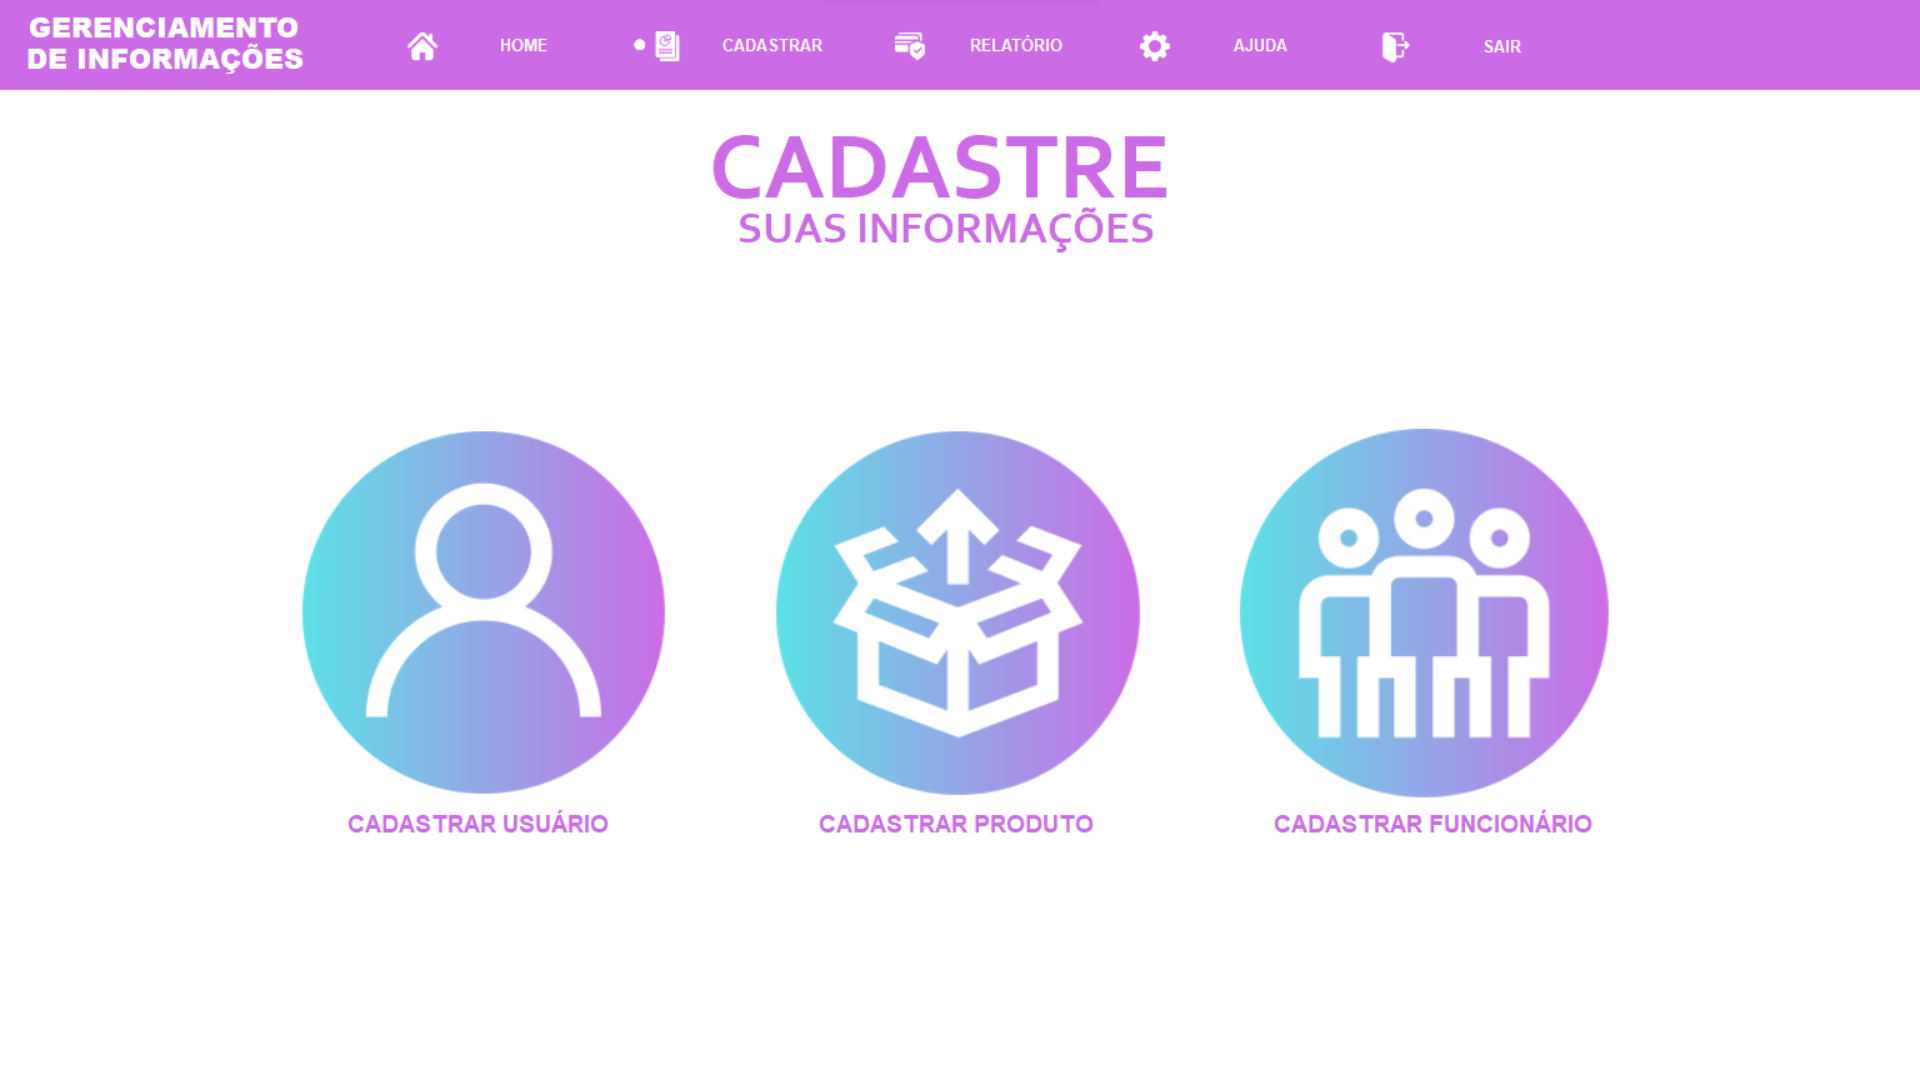 GERENCIAMENTO
DE INFORMAÇÕES
HOME
CADASTRAR
RELATÓRIO
AJUDA
SAIR
CADASTRE
SUAS INFORMAÇÕES
CADASTRAR USUÁRIO
CADASTRAR PRODUTO
CADASTRAR FUNCIONÁRIO